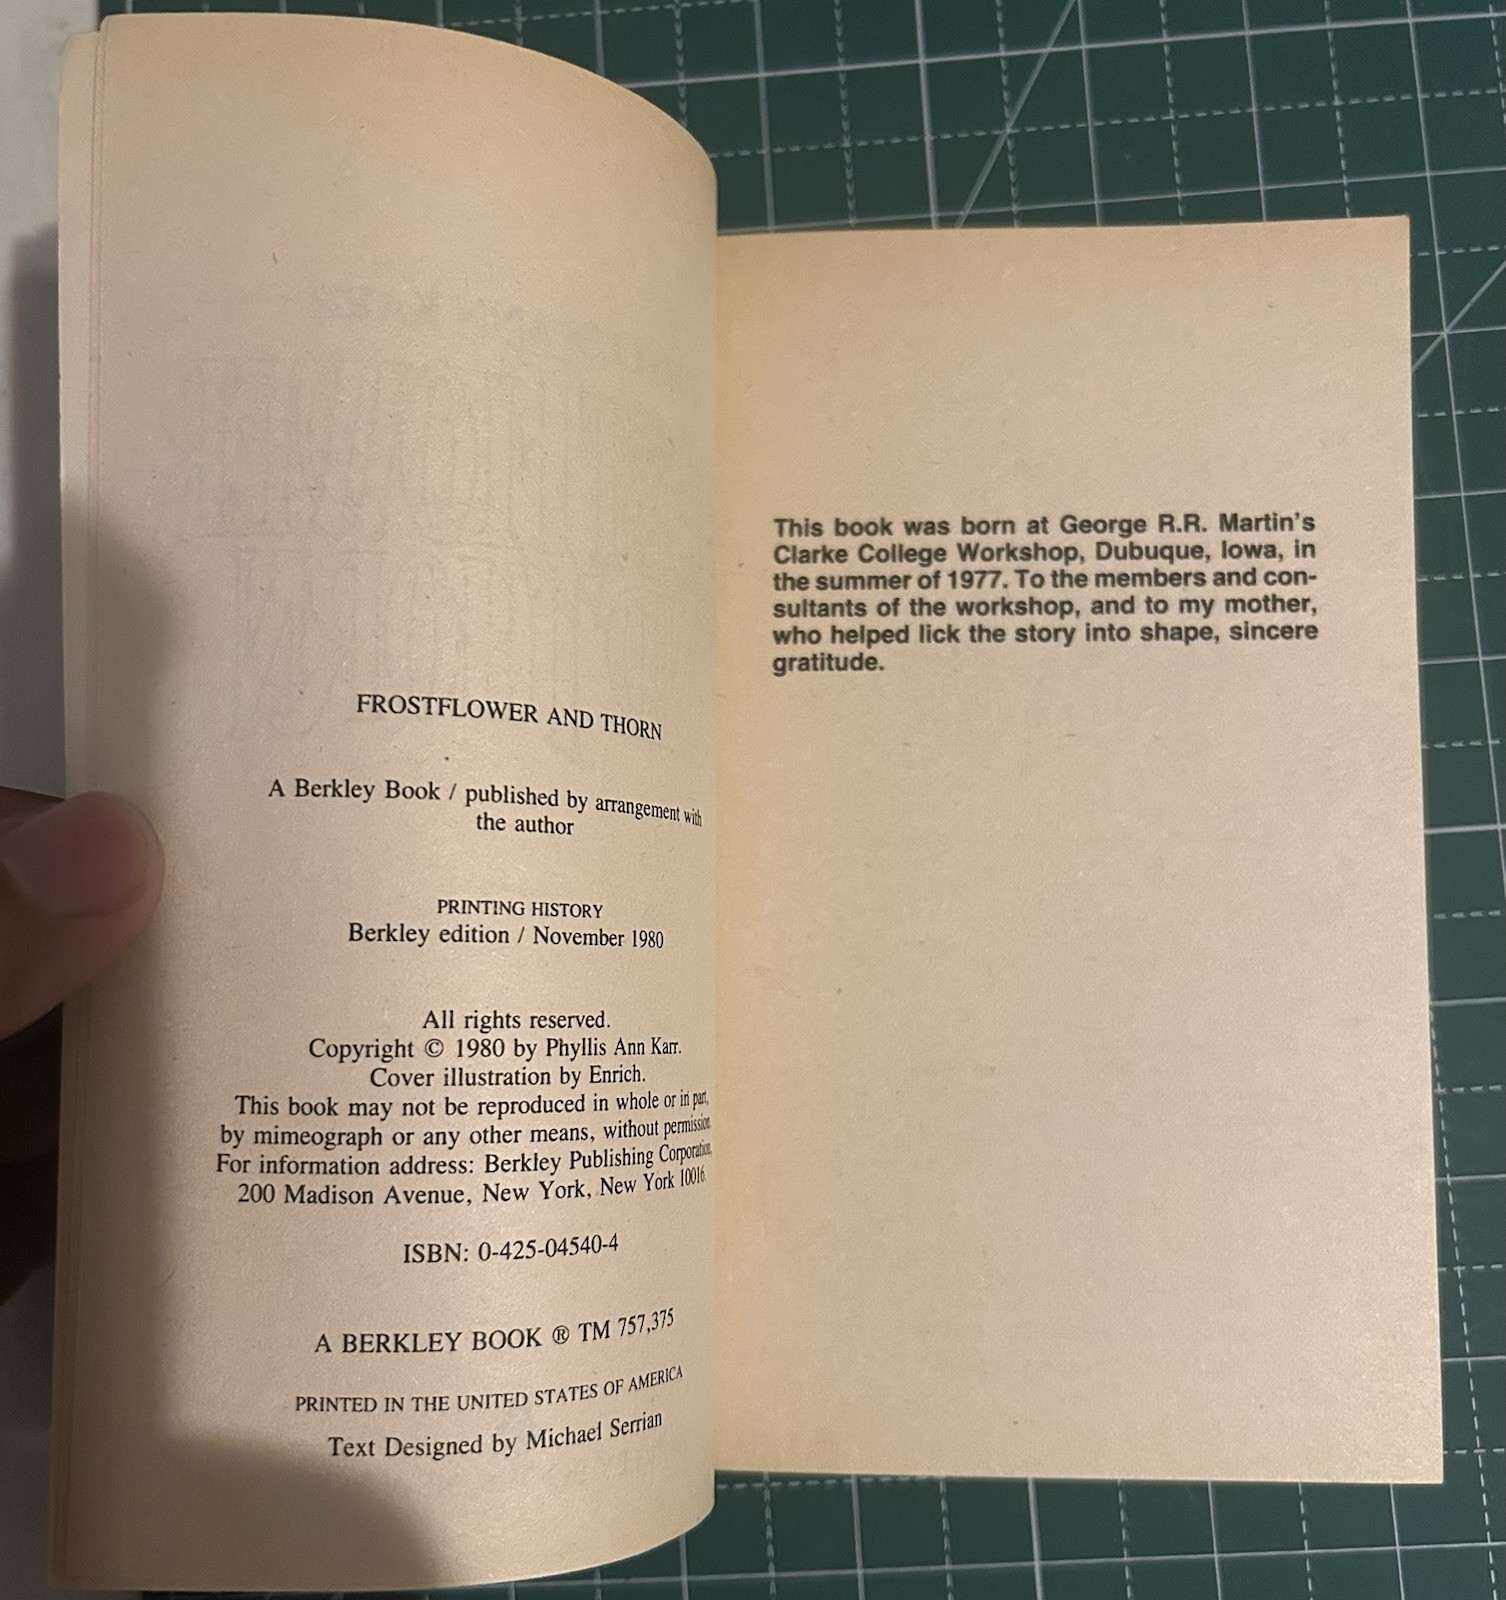 FROSTFLOWER AND THORN
A Berkley Book / published by arrangement with
the author
PRINTING HISTORY
Berkley edition / November 1980
All rights reserved.
Copyright © 1980 by Phyllis Ann Karr.
Cover illustration by Enrich.
This book may not be reproduced in whole or in part,
by mimeograph or any other means, without permission.
For information address: Berkley Publishing Corporation,
200 Madison Avenue, New York, New York 10016.
ISBN: 0-425-04540-4
A BERKLEY BOOK ® TM 757,375
PRINTED IN THE UNITED STATES OF AMERICA
Text Designed by Michael Serrian
This book was born at George R.R. Martin's
Clarke College Workshop, Dubuque, Iowa, in
the summer of 1977. To the members and con-
sultants of the workshop, and to my mother,
who helped lick the story into shape, sincere
gratitude.